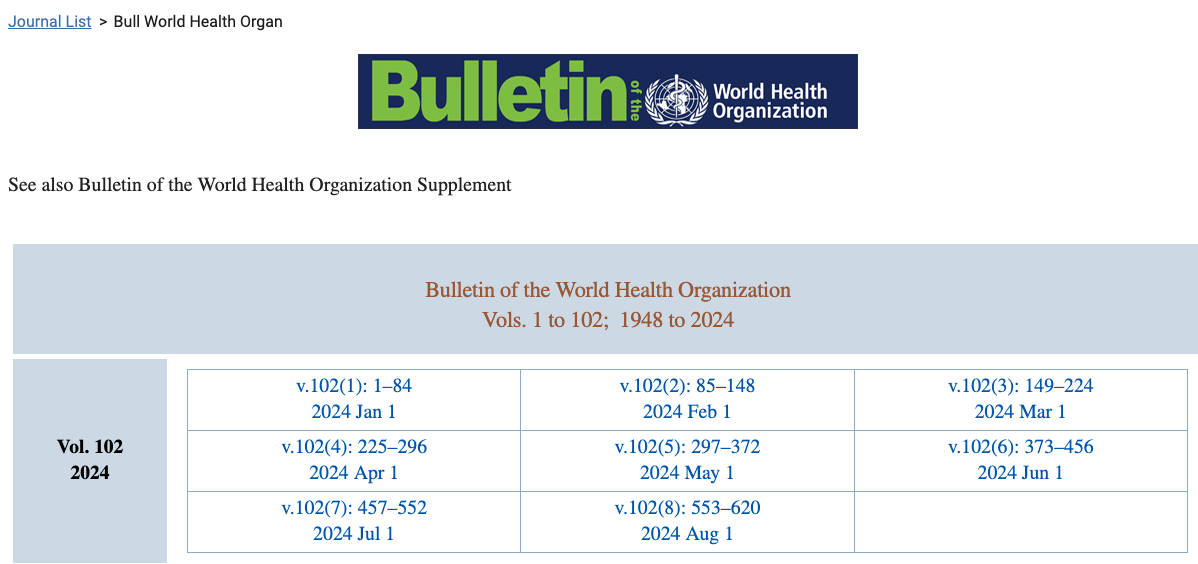 Journal List > Bull World Health Organ
Bulletin of the World Health
Organization
See also Bulletin of the World Health Organization Supplement
Bulletin of the World Health Organization
Vols. 1 to 102; 1948 to 2024
Vol. 102
2024
v.102(1): 1–84
2024 Jan 1
v.102(2): 85–148
2024 Feb 1
v.102(3): 149–224
2024 Mar 1
v.102(4): 225–296
2024 Apr 1
v.102(5): 297–372
2024 May 1
v.102(6): 373–456
2024 Jun 1
v.102(7): 457–552
2024 Jul 1
v.102(8): 553–620
2024 Aug 1